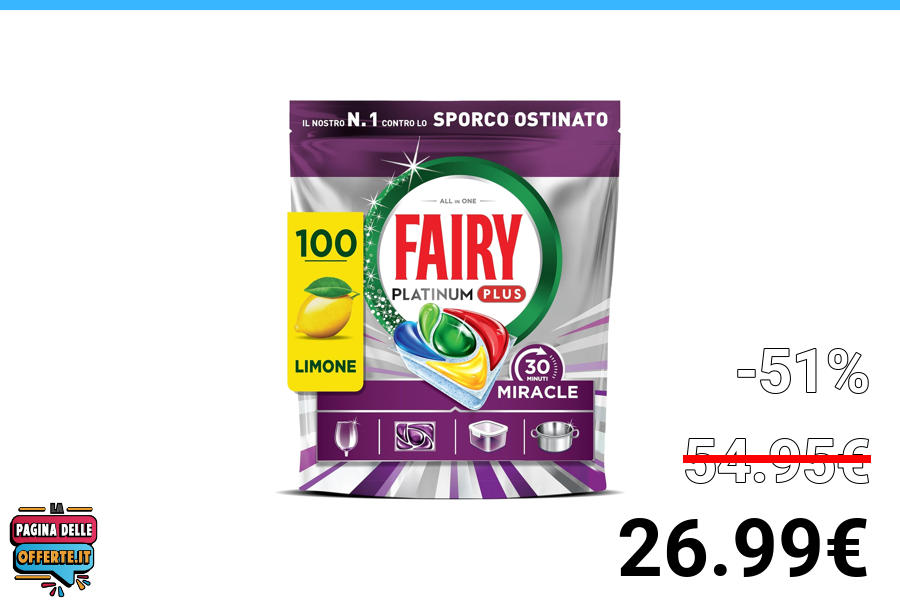 IL NOSTRO N.1 CONTRO LO SPORCO OSTINATO
ALL IN ONE
FAIRY
PLATINUM PLUS
100
LIMONE
30
MINUTI
MIRACLE
-51%
54.95€
26.99€
LA
PAGINA DELLE
OFFERTE.IT